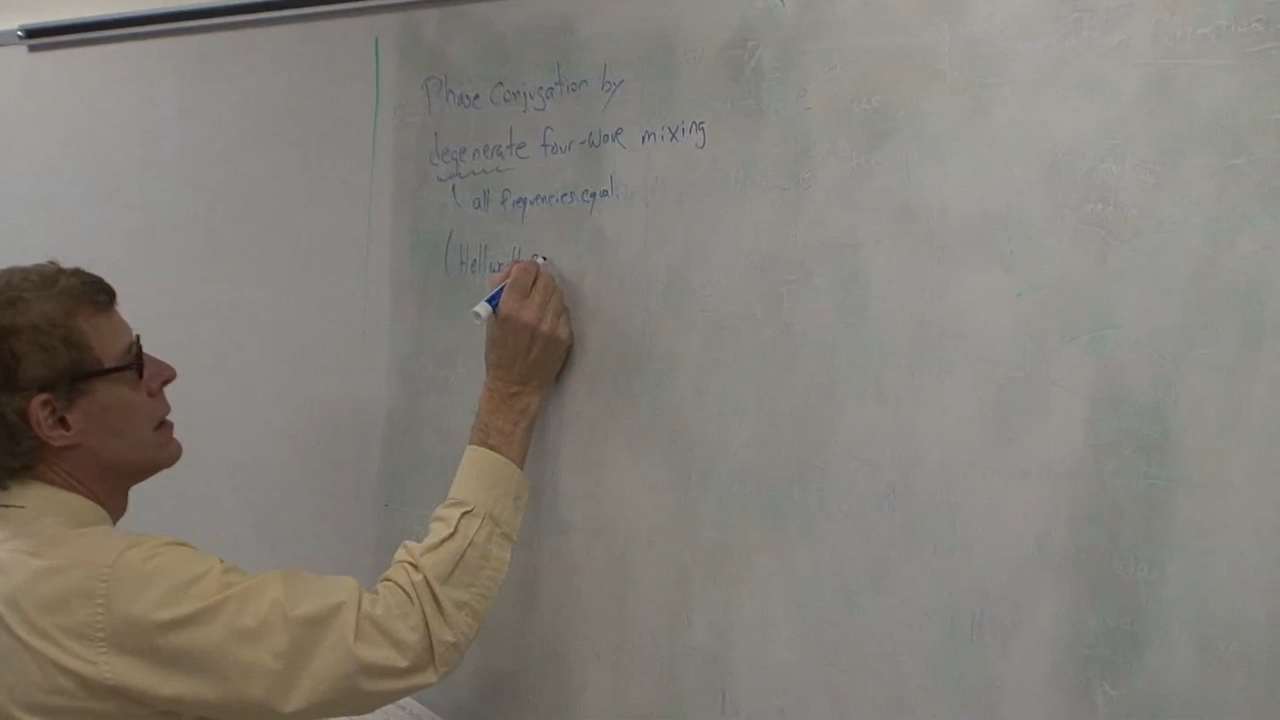 Phase Conjugation by
degenerate four-wave mixing
all frequencies equal.
(Hellwarth